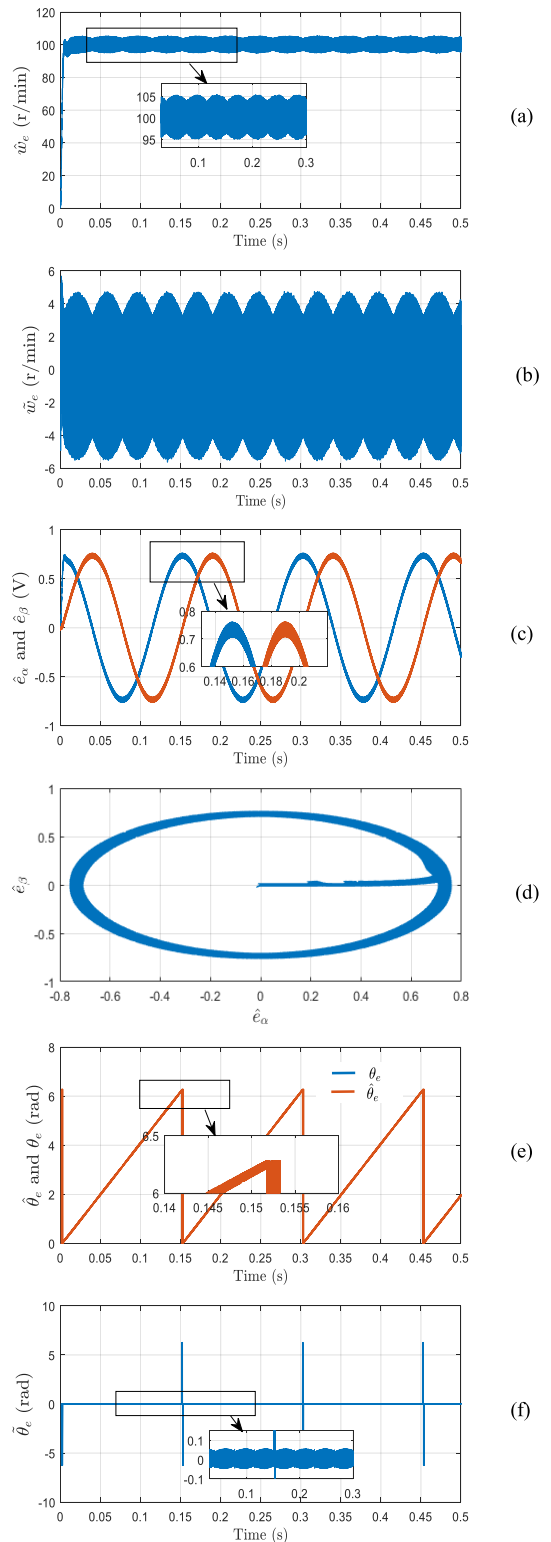 120
100
80
60
40
20
0
ŵₑ (r/min)
105
100
95
0.1 0.2 0.3
0 0.05 0.1 0.15 0.2 0.25 0.3 0.35 0.4 0.45 0.5
Time (s)
(a)
6
4
2
0
-2
-4
-6
w̃ₑ (r/min)
0 0.05 0.1 0.15 0.2 0.25 0.3 0.35 0.4 0.45 0.5
Time (s)
(b)
1
0.5
0
-0.5
-1
ê_α and ê_β (V)
0.8
0.7
0.6
0.14 0.16 0.18 0.2
0 0.05 0.1 0.15 0.2 0.25 0.3 0.35 0.4 0.45 0.5
Time (s)
(c)
1
0.5
0
-0.5
-1
ê_β
-0.8 -0.6 -0.4 -0.2 0 0.2 0.4 0.6 0.8
ê_α
(d)
8
6
4
2
0
θ̂ₑ and θₑ (rad)
θₑ
θ̂ₑ
6.5
6
0.14 0.145 0.15 0.155 0.16
0 0.05 0.1 0.15 0.2 0.25 0.3 0.35 0.4 0.45 0.5
Time (s)
(e)
10
5
0
-5
-10
θ̃ₑ (rad)
0.1
0
-0.1
0.1 0.2 0.3
0 0.05 0.1 0.15 0.2 0.25 0.3 0.35 0.4 0.45 0.5
Time (s)
(f)